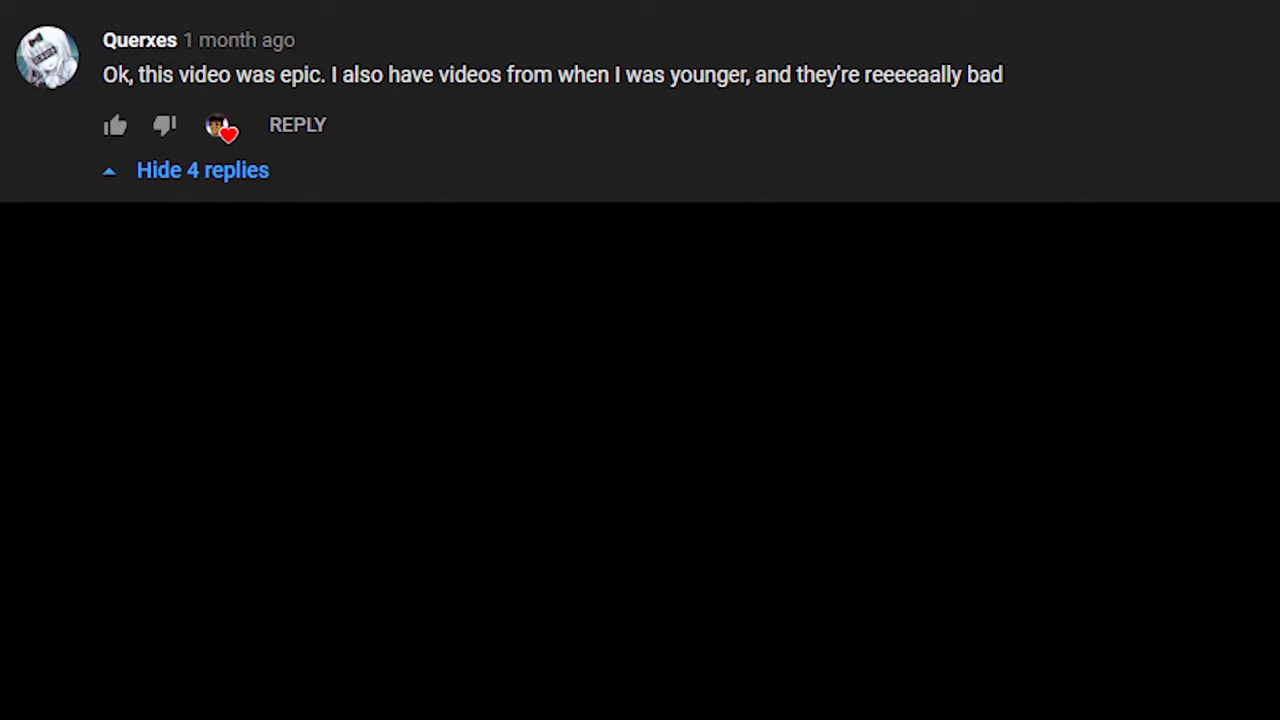 Querxes 1 month ago
Ok, this video was epic. I also have videos from when I was younger, and they're reeeeaally bad
REPLY
Hide 4 replies